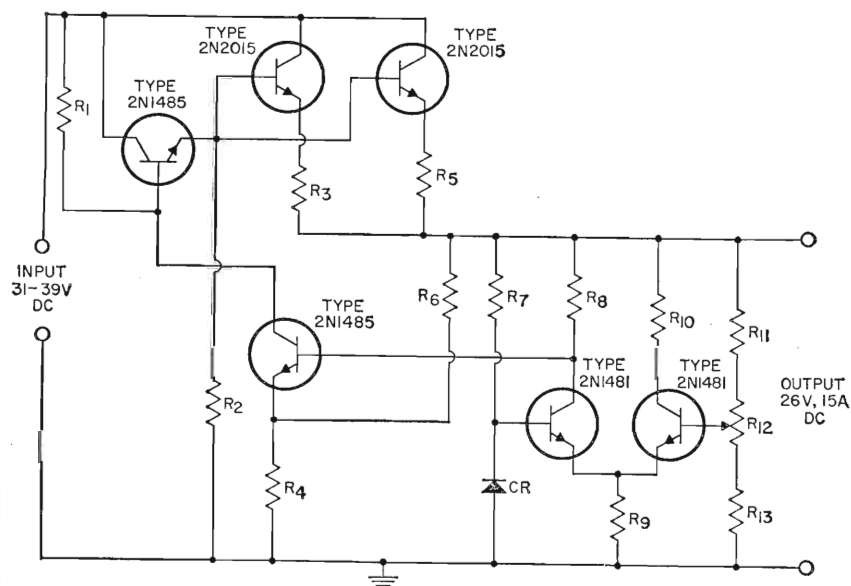 TYPE
2N2015
TYPE
2N2015
TYPE
2N1485
R1
R3
R5
INPUT
31-39V
DC
TYPE
2N1485
R6
R7
R8
R10
R11
TYPE
2N1481
TYPE
2N1481
OUTPUT
26V, 15A
DC
R2
R12
R4
CR
R9
R13